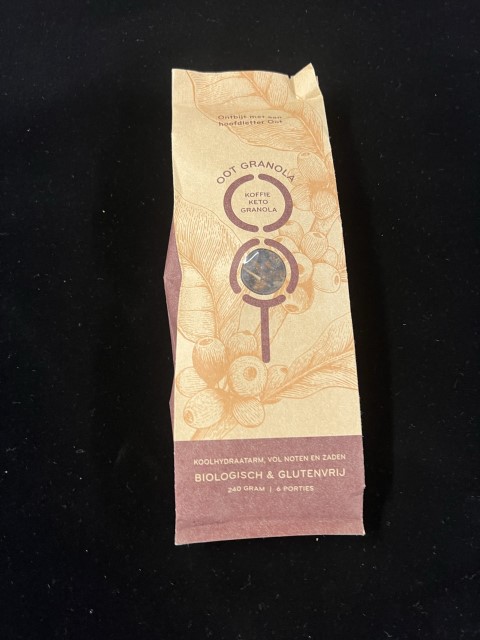 Ontbijt met een
hoofdletter Oot
OOT GRANOLA
KOFFIE
KETO
GRANOLA
OOT
KOOLHYDRAATARM, VOL NOTEN EN ZADEN
BIOLOGISCH & GLUTENVRIJ
240 GRAM | 6 PORTIES